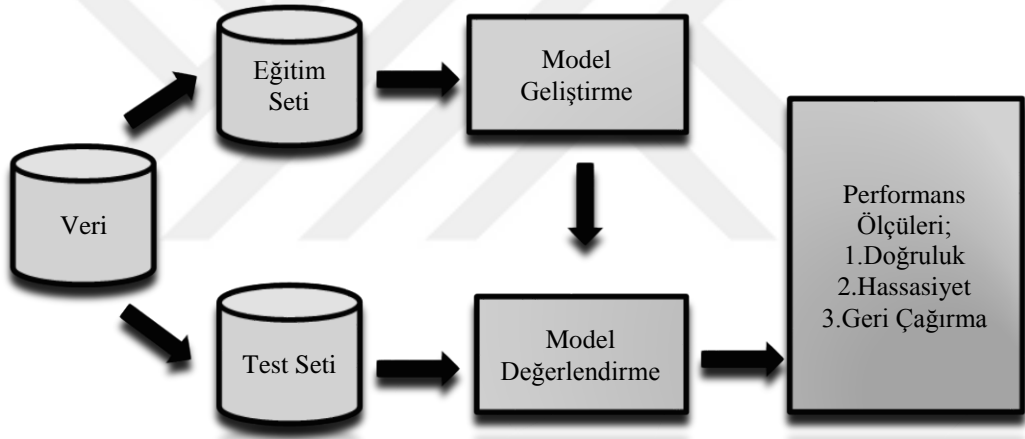 Veri
Eğitim
Seti
Model
Geliştirme
Test Seti
Model
Değerlendirme
Performans
Ölçüleri;
1.Doğruluk
2.Hassasiyet
3.Geri Çağırma